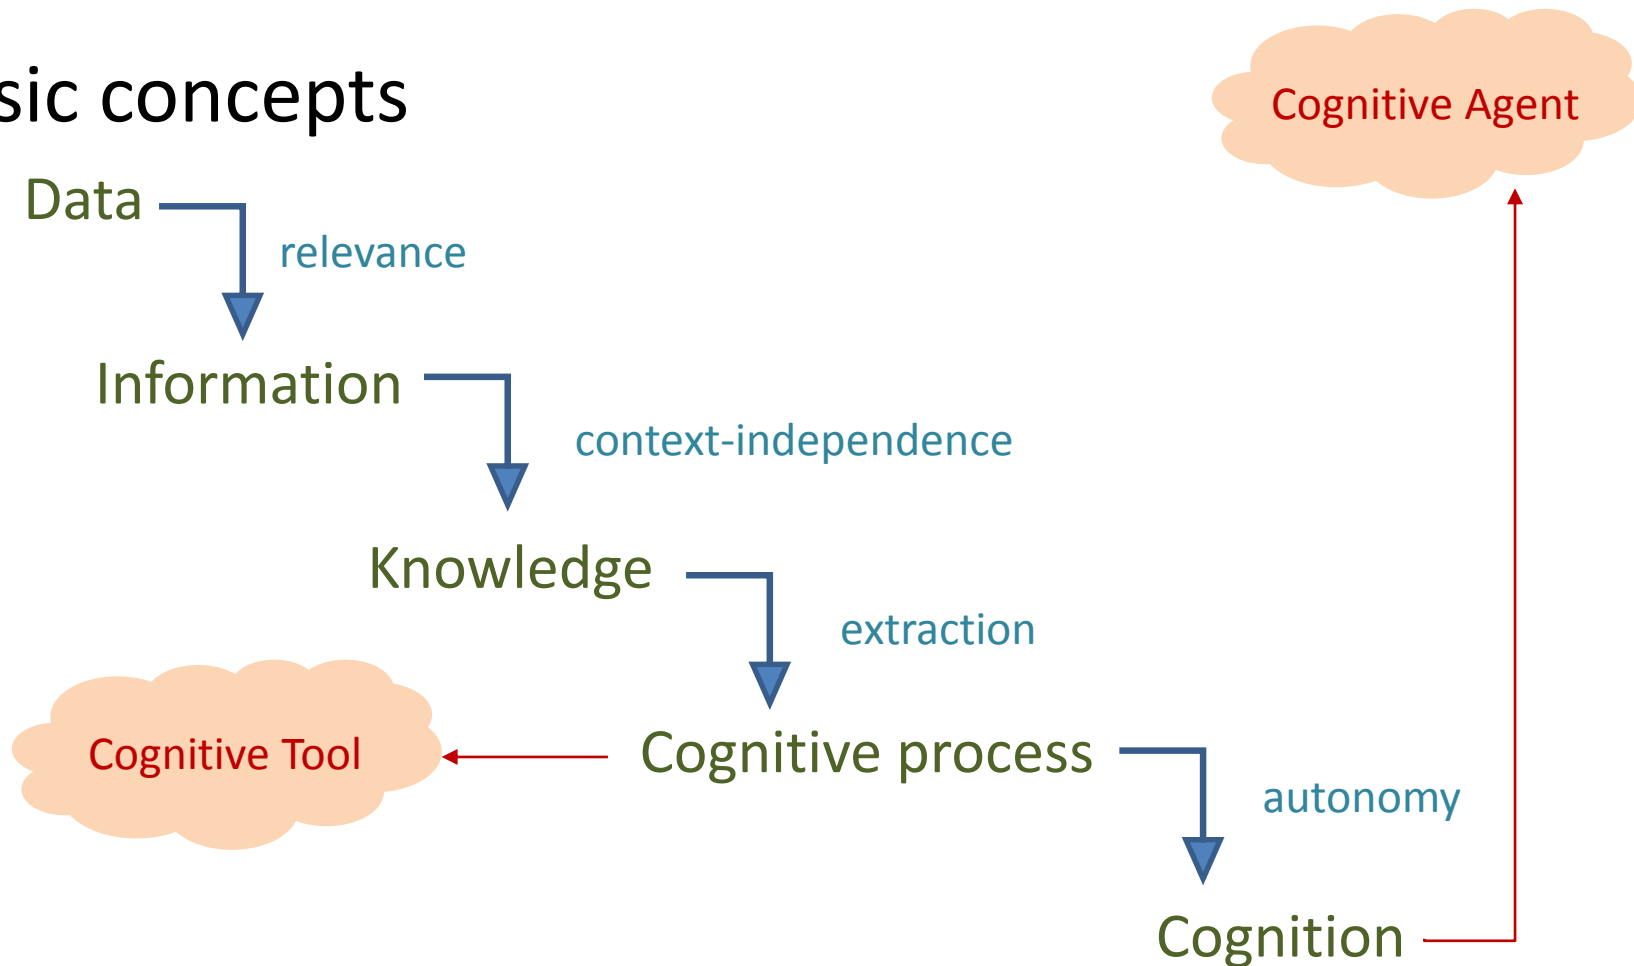 sic concepts
Cognitive Agent
Data
relevance
Information
context-independence
Knowledge
extraction
Cognitive Tool
Cognitive process
autonomy
Cognition